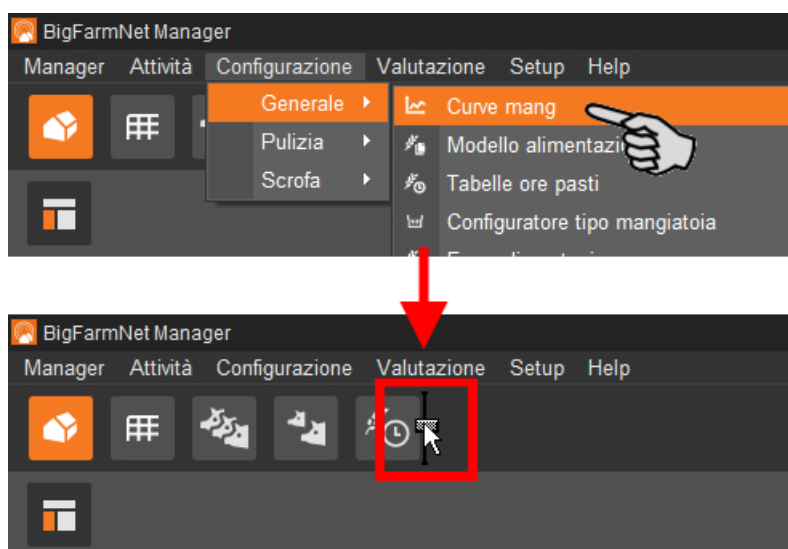 BigFarmNet Manager
Manager Attività Configurazione Valutazione Setup Help
Generale Curve mang
Pulizia Modello alimentazi
Scrofa Tabelle ore pasti
Configuratore tipo mangiatoia
BigFarmNet Manager
Manager Attività Configurazione Valutazione Setup Help